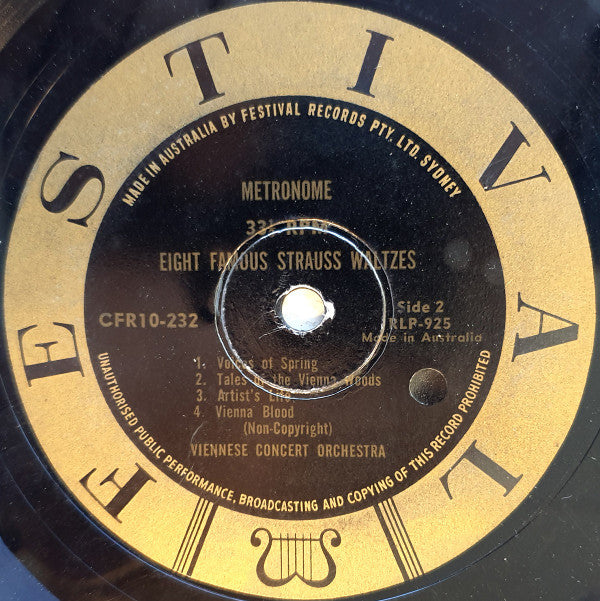 FESTIVAL
MADE IN AUSTRALIA BY FESTIVAL RECORDS PTY. LTD. SYDNEY
METRONOME
33⅓ RPM
EIGHT FAMOUS STRAUSS WALTZES
CFR10-232
Side 2
RLP-925
Made in Australia
1. Voices of Spring
2. Tales of the Vienna Woods
3. Artist's Life
4. Vienna Blood
(Non-Copyright)
VIENNESE CONCERT ORCHESTRA
UNAUTHORISED PUBLIC PERFORMANCE, BROADCASTING AND COPYING OF THIS RECORD PROHIBITED